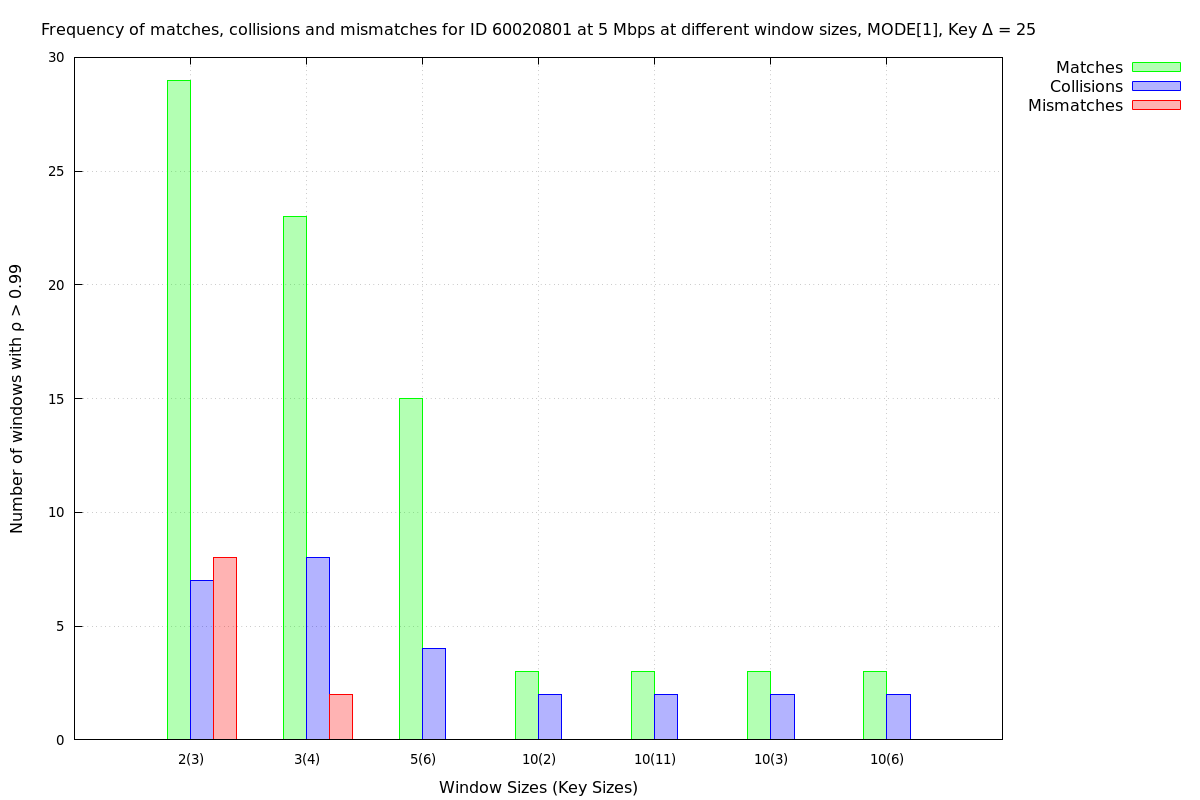 Frequency of matches, collisions and mismatches for ID 60020801 at 5 Mbps at different window sizes, MODE[1], Key Δ = 25
Matches
Collisions
Mismatches
Number of windows with ρ > 0.99
30
25
20
15
10
5
0
2(3) 3(4) 5(6) 10(2) 10(11) 10(3) 10(6)
Window Sizes (Key Sizes)